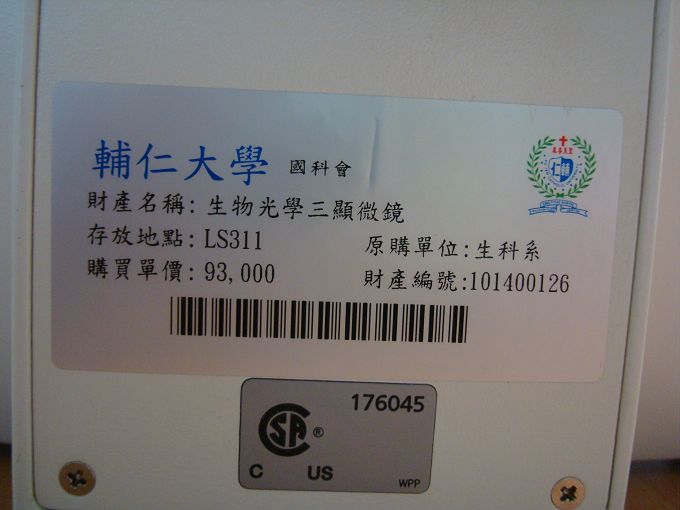 輔仁大學 國科會
財產名稱: 生物光學三顯微鏡
存放地點: LS311 原購單位:生科系
購買單價: 93,000 財產編號:101400126
176045
CSA ®
C US
WPP